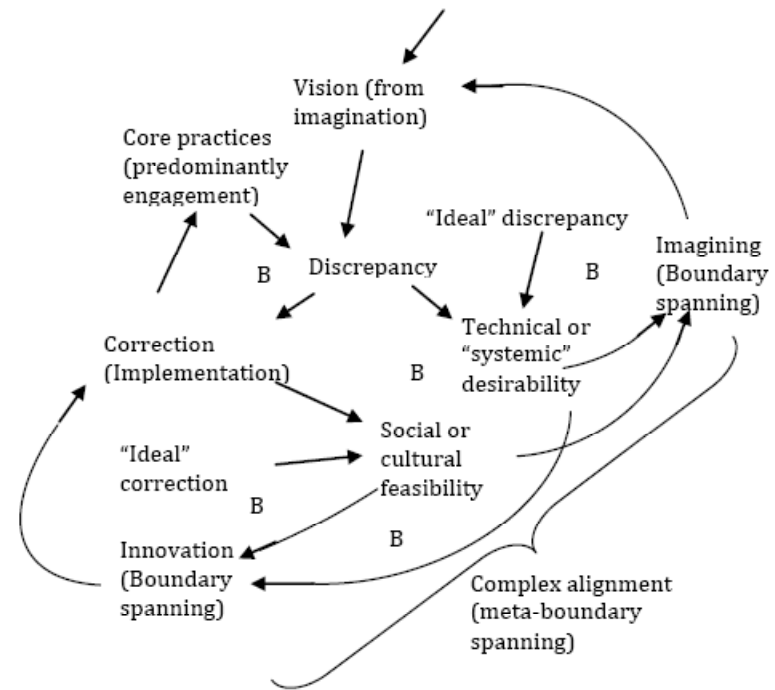 Vision (from
imagination)
Core practices
(predominantly
engagement)
“Ideal” discrepancy
Imagining
(Boundary
spanning)
B
Discrepancy
B
Technical or
“systemic”
desirability
Correction
(Implementation)
B
Social or
cultural
feasibility
“Ideal”
correction
B
B
Innovation
(Boundary
spanning)
Complex alignment
(meta-boundary
spanning)